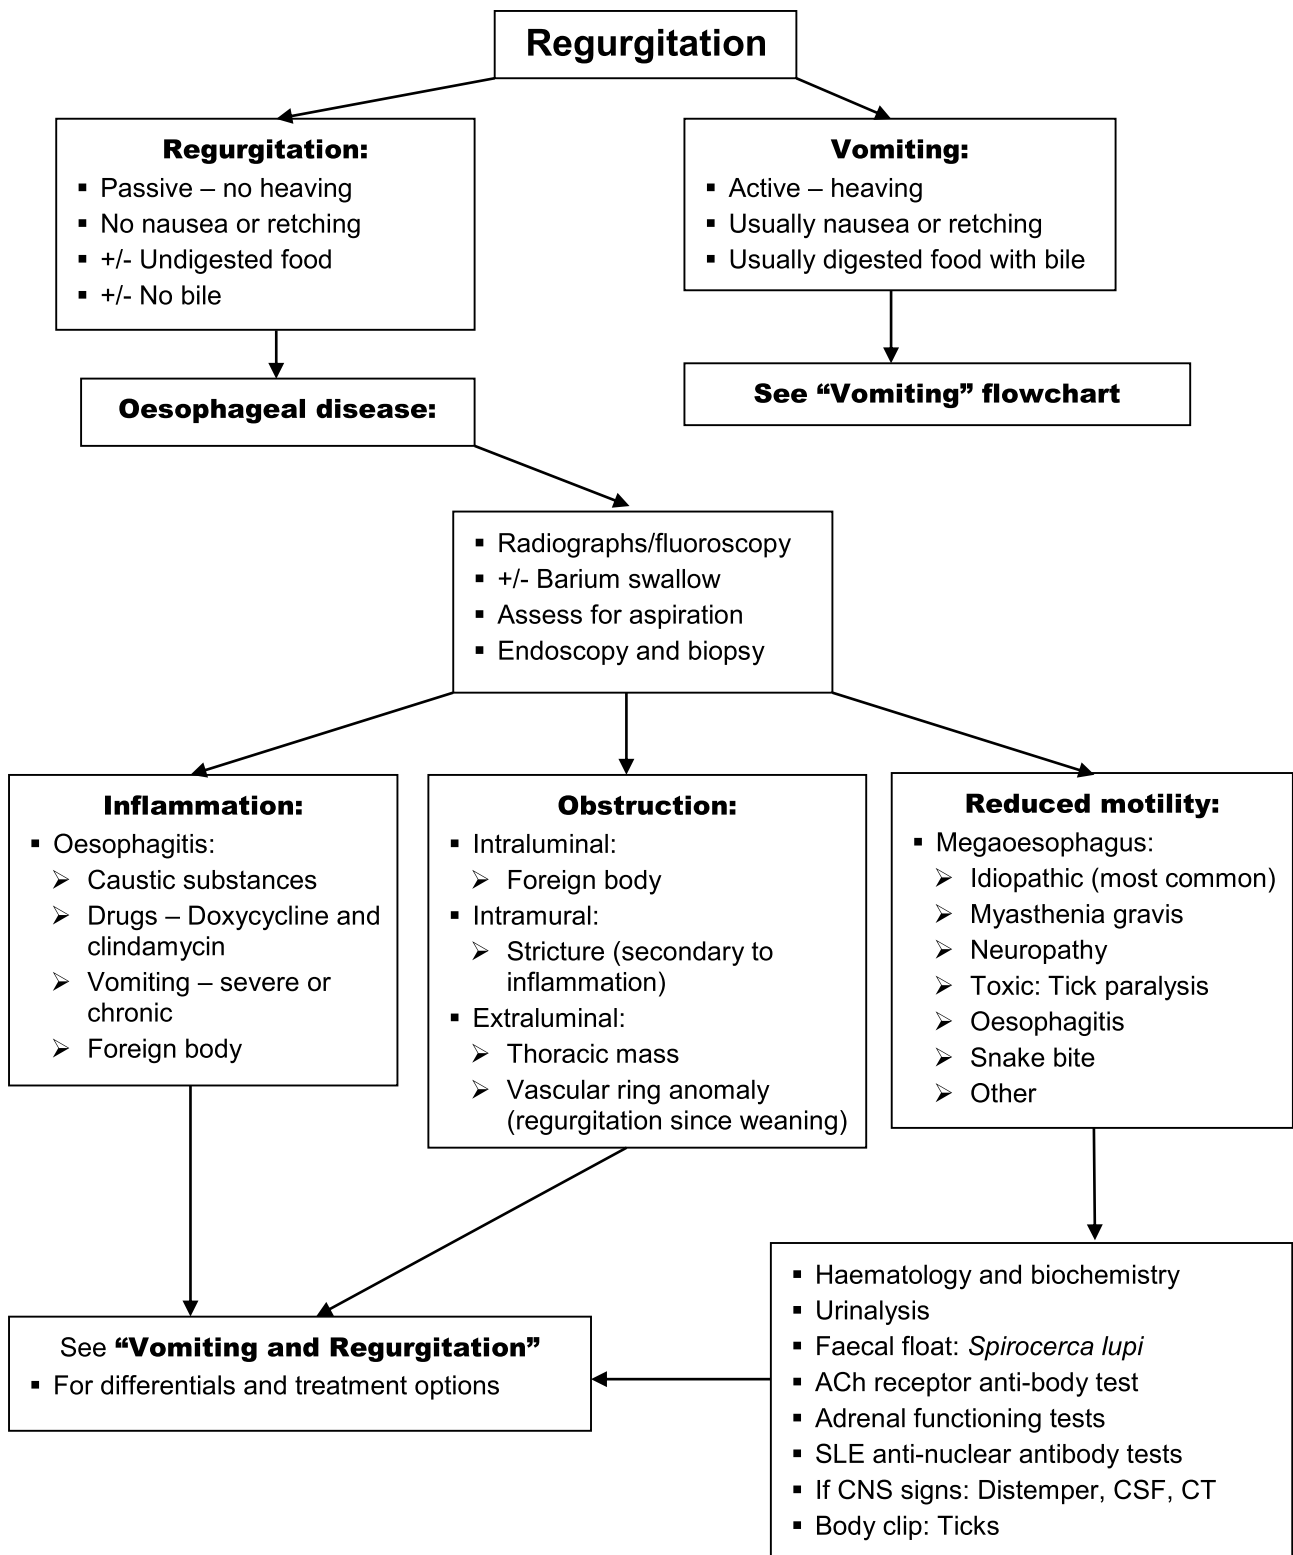 Regurgitation
Regurgitation:
▪ Passive – no heaving
▪ No nausea or retching
▪ +/- Undigested food
▪ +/- No bile
Vomiting:
▪ Active – heaving
▪ Usually nausea or retching
▪ Usually digested food with bile
Oesophageal disease:
See “Vomiting” flowchart
▪ Radiographs/fluoroscopy
▪ +/- Barium swallow
▪ Assess for aspiration
▪ Endoscopy and biopsy
Inflammation:
▪ Oesophagitis:
➢ Caustic substances
➢ Drugs – Doxycycline and
clindamycin
➢ Vomiting – severe or
chronic
➢ Foreign body
Obstruction:
▪ Intraluminal:
➢ Foreign body
▪ Intramural:
➢ Stricture (secondary to
inflammation)
▪ Extraluminal:
➢ Thoracic mass
➢ Vascular ring anomaly
(regurgitation since weaning)
Reduced motility:
▪ Megaoesophagus:
➢ Idiopathic (most common)
➢ Myasthenia gravis
➢ Neuropathy
➢ Toxic: Tick paralysis
➢ Oesophagitis
➢ Snake bite
➢ Other
See “Vomiting and Regurgitation”
▪ For differentials and treatment options
▪ Haematology and biochemistry
▪ Urinalysis
▪ Faecal float: Spirocerca lupi
▪ ACh receptor anti-body test
▪ Adrenal functioning tests
▪ SLE anti-nuclear antibody tests
▪ If CNS signs: Distemper, CSF, CT
▪ Body clip: Ticks